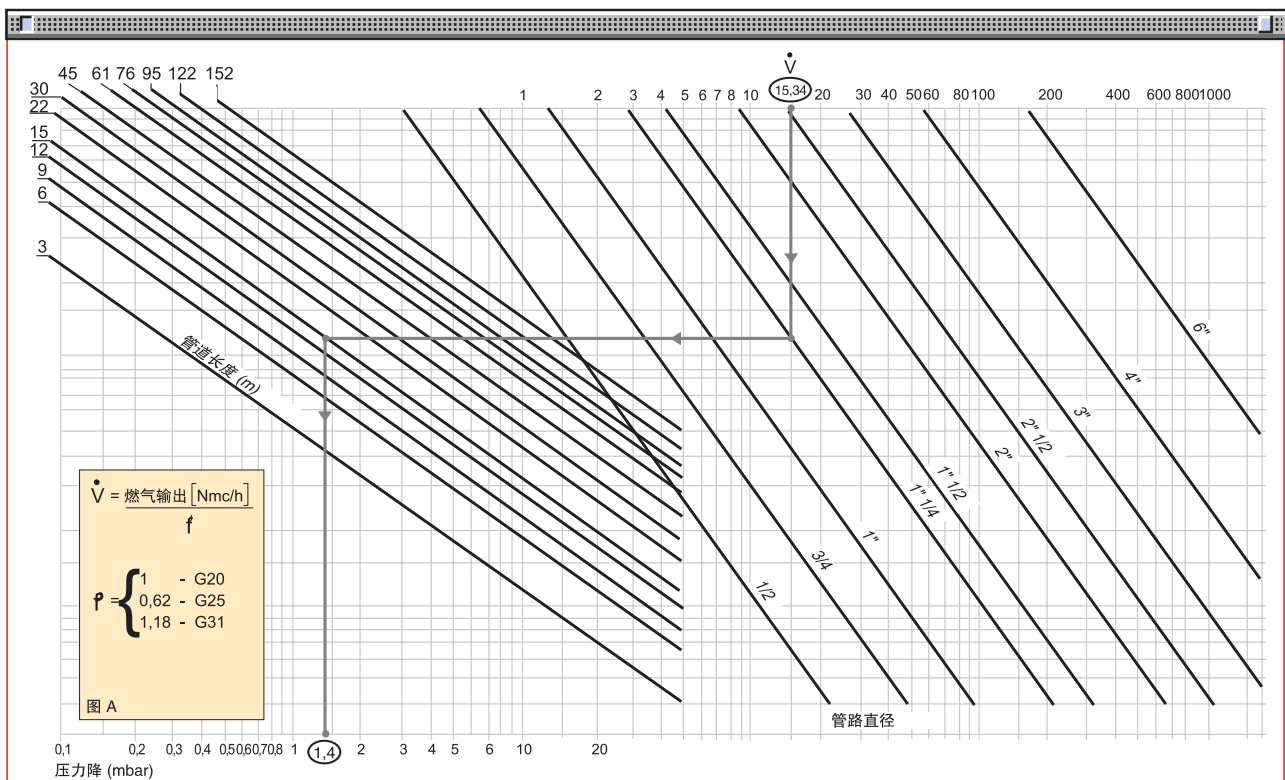 V̇
45 61 76 95 122 152
30
22
15
12
9
6
3
1 2 3 4 5 6 7 8 10 15,34 20 30 40 50 60 80 100 200 400 600 800 1000
管道长度 (m)
6"
4"
3"
2" 1/2
2"
1" 1/2
1" 1/4
1"
3/4
1/2
V̇ = 燃气输出 [Nmc/h]
f
f = { 1 - G20
0,62 - G25
1,18 - G31
图 A
管路直径
0,1 0,2 0,3 0,4 0,5 0,6 0,7 0,8 1 1,4 2 3 4 5 6 10 20
压力降 (mbar)